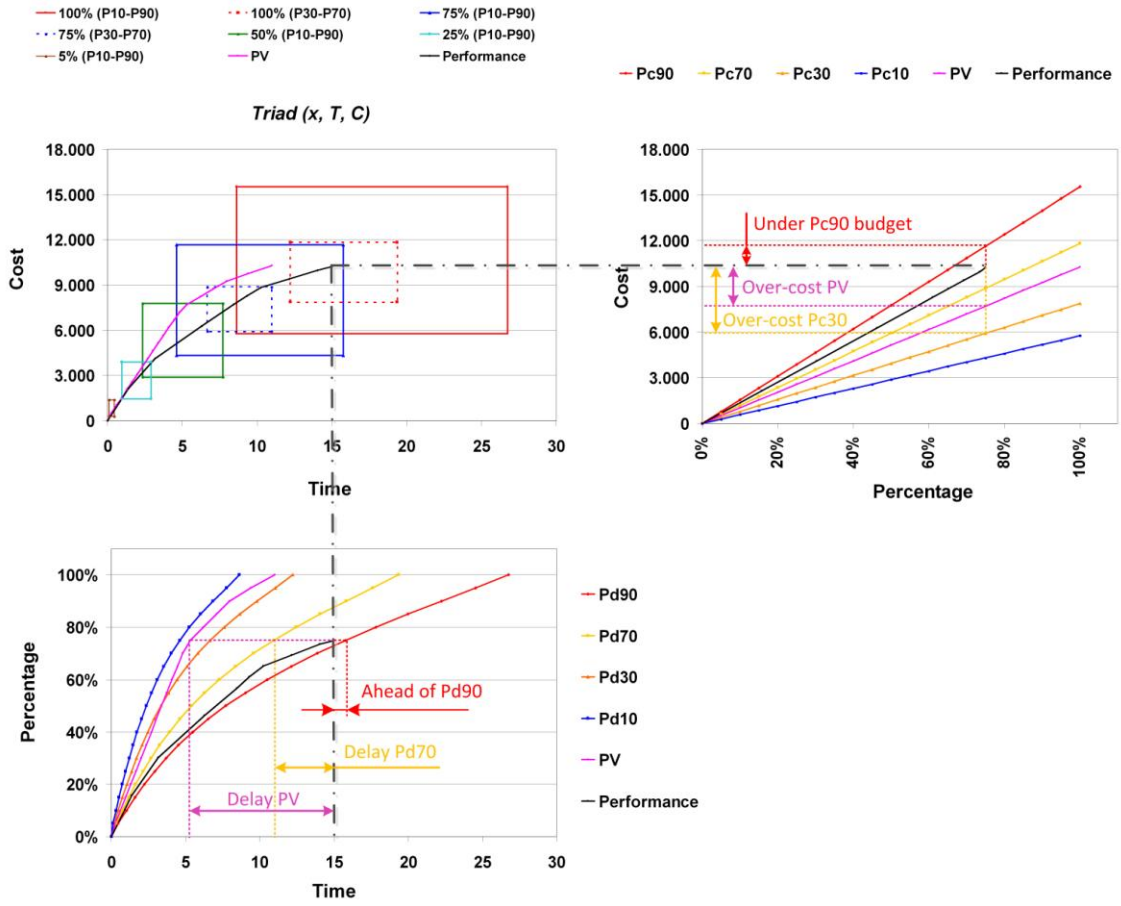 100% (P10-P90)
100% (P30-P70)
75% (P10-P90)
75% (P30-P70)
50% (P10-P90)
25% (P10-P90)
5% (P10-P90)
PV
Performance
Triad (x, T, C)
Cost
18.000
15.000
12.000
9.000
6.000
3.000
0
0
5
10
15
20
25
30
Time
Pc90
Pc70
Pc30
Pc10
PV
Performance
Cost
18.000
15.000
12.000
9.000
6.000
3.000
0
Under Pc90 budget
Over-cost PV
Over-cost Pc30
0%
20%
40%
60%
80%
100%
Percentage
Percentage
100%
80%
60%
40%
20%
0%
Ahead of Pd90
Delay Pd70
Delay PV
0
5
10
15
20
25
30
Time
Pd90
Pd70
Pd30
Pd10
PV
Performance